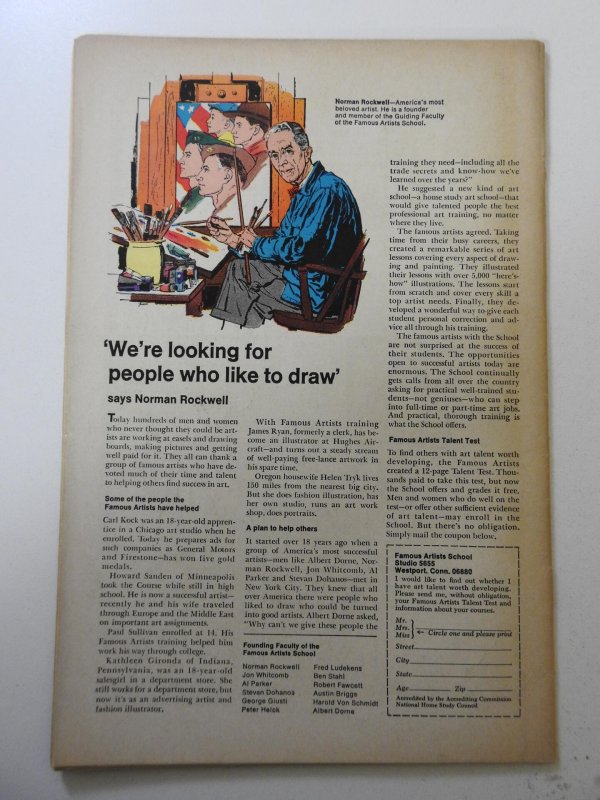 Norman Rockwell—America's most
beloved artist. He is a founder
and member of the Guiding Faculty
of the Famous Artists School.
'We're looking for
people who like to draw'
says Norman Rockwell
Today hundreds of men and women
who never thought they could be art-
ists are working at easels and drawing
boards, making pictures and getting
well paid for it. They all can thank a
group of famous artists who have de-
voted much of their time and talent
to helping others find success in art.
Some of the people the
Famous Artists have helped
Carl Kock was an 18-year-old appren-
tice in a Chicago art studio when he
enrolled. Today he prepares ads for
such companies as General Motors
and Firestone—has won five gold
medals.
Howard Sanden of Minneapolis
took the Course while still in high
school. He is now a successful artist—
recently he and his wife traveled
through Europe and the Middle East
on important art assignments.
Paul Sullivan enrolled at 14. His
Famous Artists training helped him
work his way through college.
Kathleen Gironda of Indiana,
Pennsylvania, was an 18-year-old
salesgirl in a department store. She
still works for a department store, but
now it's as an advertising artist and
fashion illustrator.
With Famous Artists training
James Ryan, formerly a clerk, has be-
come an illustrator at Hughes Air-
craft—and turns out a steady stream
of well-paying free-lance artwork in
his spare time.
Oregon housewife Helen Tryk lives
150 miles from the nearest big city.
But she does fashion illustration, has
her own studio, runs an art work
shop, does portraits.
A plan to help others
It started over 18 years ago when a
group of America's most successful
artists—men like Albert Dorne, Nor-
man Rockwell, Jon Whitcomb, Al
Parker and Stevan Dohanos—met in
New York City. They knew that all
over America there were people who
liked to draw who could be turned
into good artists. Albert Dorne asked,
"Why can't we give these people the
Founding Faculty of the
Famous Artists School
Norman Rockwell
Jon Whitcomb
Al Parker
Stevan Dohanos
George Giusti
Peter Helck
Fred Ludekens
Ben Stahl
Robert Fawcett
Austin Briggs
Harold Von Schmidt
Albert Dorne
training they need—including all the
trade secrets and know-how we've
learned over the years?"
He suggested a new kind of art
school—a home study art school—that
would give talented people the best
professional art training, no matter
where they live.
The famous artists agreed. Taking
time from their busy careers, they
created a remarkable series of art
lessons covering every aspect of draw-
ing and painting. They illustrated
their lessons with over 5,000 "here's-
how" illustrations. The lessons start
from scratch and cover every skill a
top artist needs. Finally, they de-
veloped a wonderful way to give each
student personal correction and ad-
vice all through his training.
The famous artists with the School
are not surprised at the success of
their students. The opportunities
open to successful artists today are
enormous. The School continually
gets calls from all over the country
asking for practical well-trained stu-
dents—not geniuses—who can step
into full-time or part-time art jobs.
And practical, thorough training is
what the School offers.
Famous Artists Talent Test
To find others with art talent worth
developing, the Famous Artists
created a 12-page Talent Test. Thou-
sands paid to take this test, but now
the School offers and grades it free.
Men and women who do well on the
test—or offer other sufficient evidence
of art talent—may enroll in the
School. But there's no obligation.
Simply mail the coupon below.
Famous Artists School
Studio 5655
Westport, Conn. 06880
I would like to find out whether I
have art talent worth developing.
Please send me, without obligation,
your Famous Artists Talent Test and
information about your courses.
Mr.
Mrs.
Miss
Circle one and please print
Street
City
State
Age Zip
Accredited by the Accrediting Commission
National Home Study Council